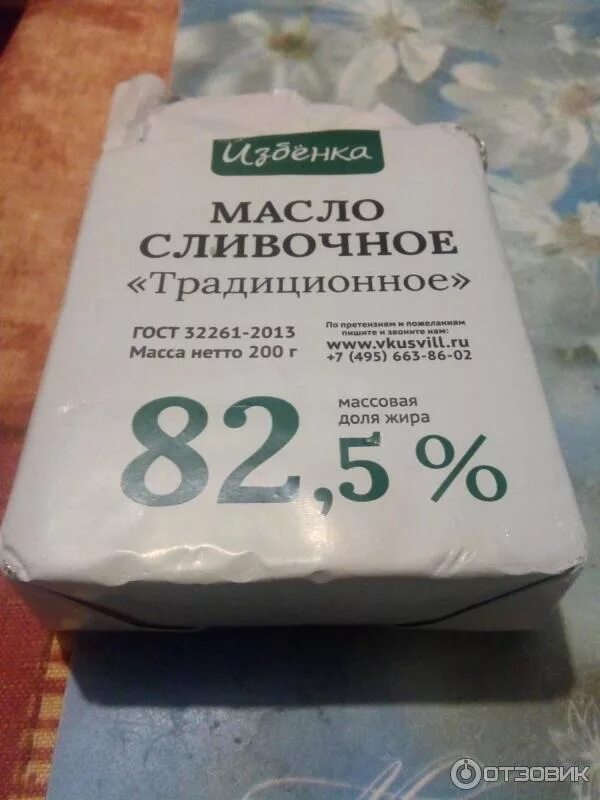 Избёнка
МАСЛО
СЛИВОЧНОЕ
«Традиционное»
ГОСТ 32261-2013
Масса нетто 200 г
По претензиям и пожеланиям
пишите и звоните нам:
www.vkusvill.ru
+7 (495) 663-86-02
массовая
доля жира
82,5 %
ОТЗОВИК